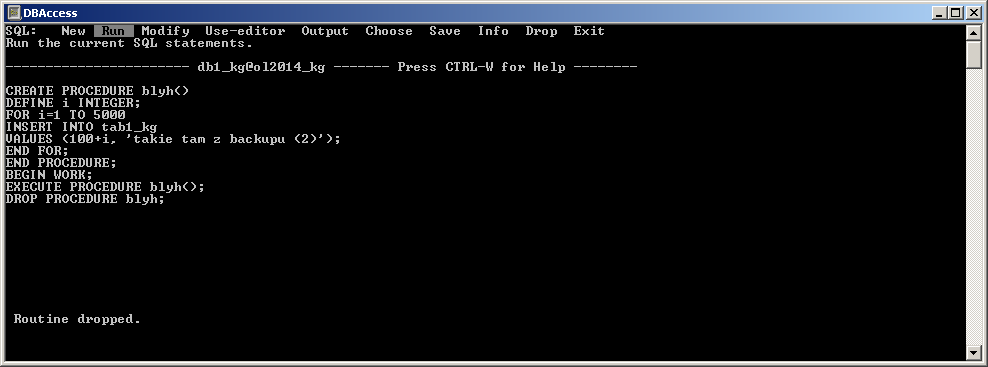 DBAccess
SQL:   New  Run  Modify  Use-editor  Output  Choose  Save  Info  Drop  Exit
Run the current SQL statements.
----------------------- db1_kg@ol2014_kg ------- Press CTRL-W for Help --------
CREATE PROCEDURE blyh()
DEFINE i INTEGER;
FOR i=1 TO 5000
INSERT INTO tab1_kg
VALUES (100+i, 'takie tam z backupu (2)');
END FOR;
END PROCEDURE;
BEGIN WORK;
EXECUTE PROCEDURE blyh();
DROP PROCEDURE blyh;
Routine dropped.